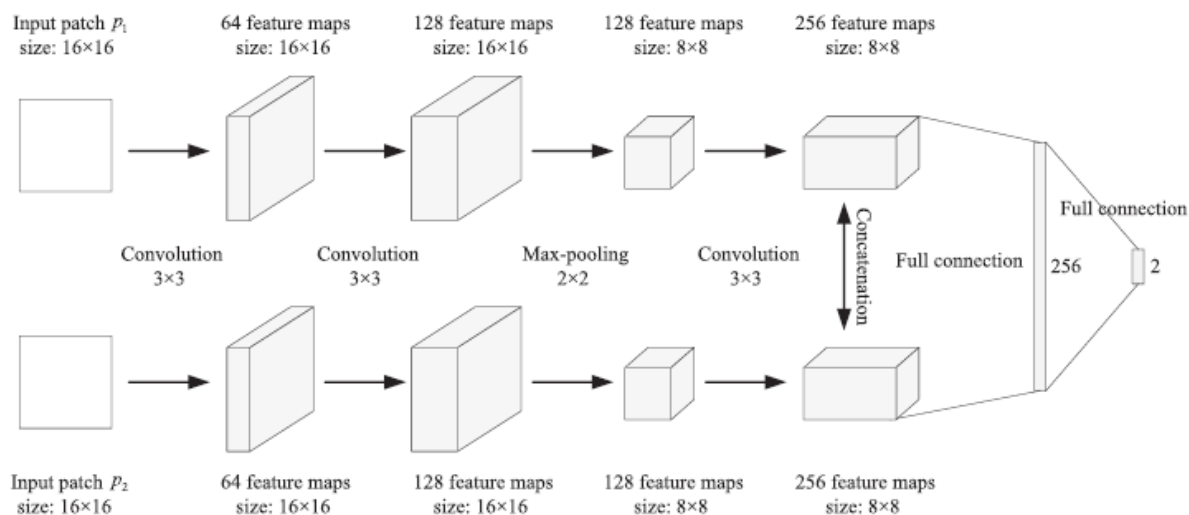 Input patch p₁
size: 16×16
64 feature maps
size: 16×16
128 feature maps
size: 16×16
128 feature maps
size: 8×8
256 feature maps
size: 8×8
Convolution
3×3
Convolution
3×3
Max-pooling
2×2
Convolution
3×3
Concatenation
Full connection
256
Full connection
2
Input patch p₂
size: 16×16
64 feature maps
size: 16×16
128 feature maps
size: 16×16
128 feature maps
size: 8×8
256 feature maps
size: 8×8